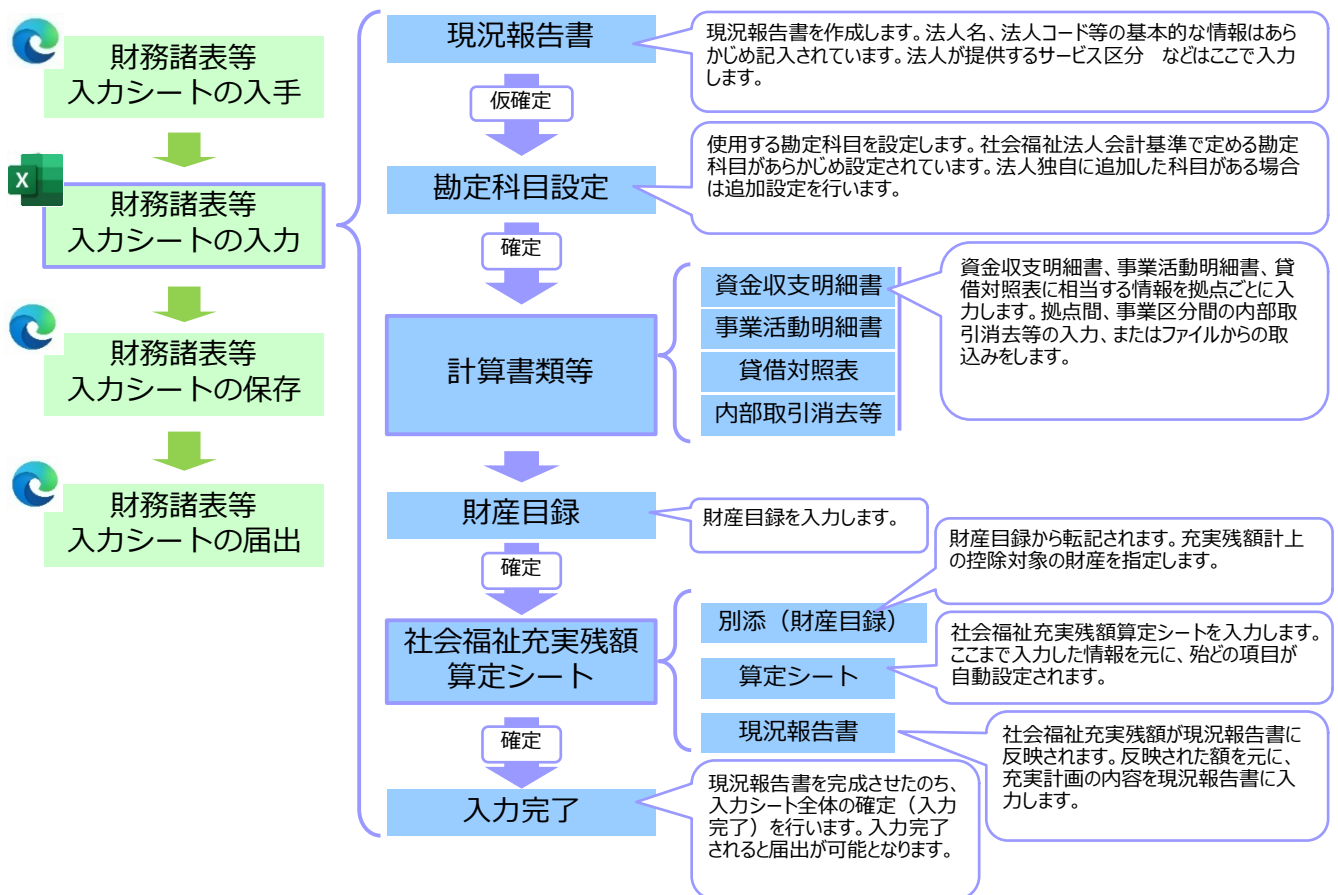 財務諸表等
入力シートの入手
財務諸表等
入力シートの入力
財務諸表等
入力シートの保存
財務諸表等
入力シートの届出
現況報告書
現況報告書を作成します。法人名、法人コード等の基本的な情報はあら
かじめ記入されています。法人が提供するサービス区分　などはここで入力
します。
仮確定
勘定科目設定
使用する勘定科目を設定します。社会福祉法人会計基準で定める勘定
科目があらかじめ設定されています。法人独自に追加した科目がある場合
は追加設定を行います。
確定
計算書類等
資金収支明細書
事業活動明細書
貸借対照表
内部取引消去等
資金収支明細書、事業活動明細書、貸
借対照表に相当する情報を拠点ごとに入
力します。拠点間、事業区分間の内部取
引消去等の入力、またはファイルからの取
込みをします。
財産目録
財産目録を入力します。
確定
社会福祉充実残額
算定シート
別添（財産目録）
財産目録から転記されます。充実残額計上
の控除対象の財産を指定します。
算定シート
社会福祉充実残額算定シートを入力します。
ここまで入力した情報を元に、殆どの項目が
自動設定されます。
現況報告書
社会福祉充実残額が現況報告書に
反映されます。反映された額を元に、
充実計画の内容を現況報告書に入
力します。
確定
入力完了
現況報告書を完成させたのち、
入力シート全体の確定（入力
完了）を行います。入力完了
されると届出が可能となります。
X